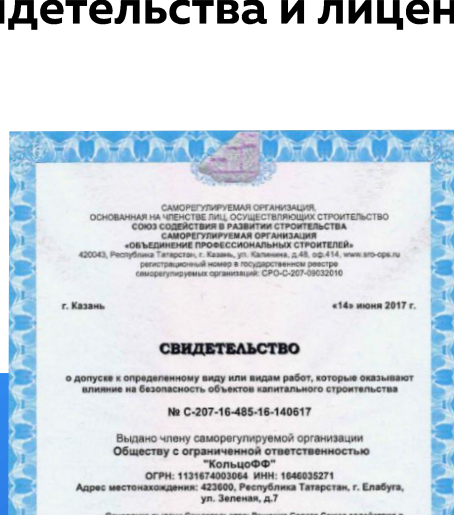 идетельства и лицен
САМОРЕГУЛИРУЕМАЯ ОРГАНИЗАЦИЯ,
ОСНОВАННАЯ НА ЧЛЕНСТВЕ ЛИЦ, ОСУЩЕСТВЛЯЮЩИХ СТРОИТЕЛЬСТВО
СОЮЗ СОДЕЙСТВИЯ В РАЗВИТИИ СТРОИТЕЛЬСТВА
САМОРЕГУЛИРУЕМАЯ ОРГАНИЗАЦИЯ
«ОБЪЕДИНЕНИЕ ПРОФЕССИОНАЛЬНЫХ СТРОИТЕЛЕЙ»
420043, Республика Татарстан, г. Казань, ул. Калинина, д.48, оф.414, www.sro-ops.ru
регистрационный номер в государственном реестре
саморегулируемых организаций: СРО-С-207-09032010
г. Казань «14» июня 2017 г.
СВИДЕТЕЛЬСТВО
о допуске к определенному виду или видам работ, которые оказывают
влияние на безопасность объектов капитального строительства
№ С-207-16-485-16-140617
Выдано члену саморегулируемой организации
Обществу с ограниченной ответственностью
"КольцоФФ"
ОГРН: 1131674003064 ИНН: 1646035271
Адрес местонахождения: 423600, Республика Татарстан, г. Елабуга,
ул. Зеленая, д.7